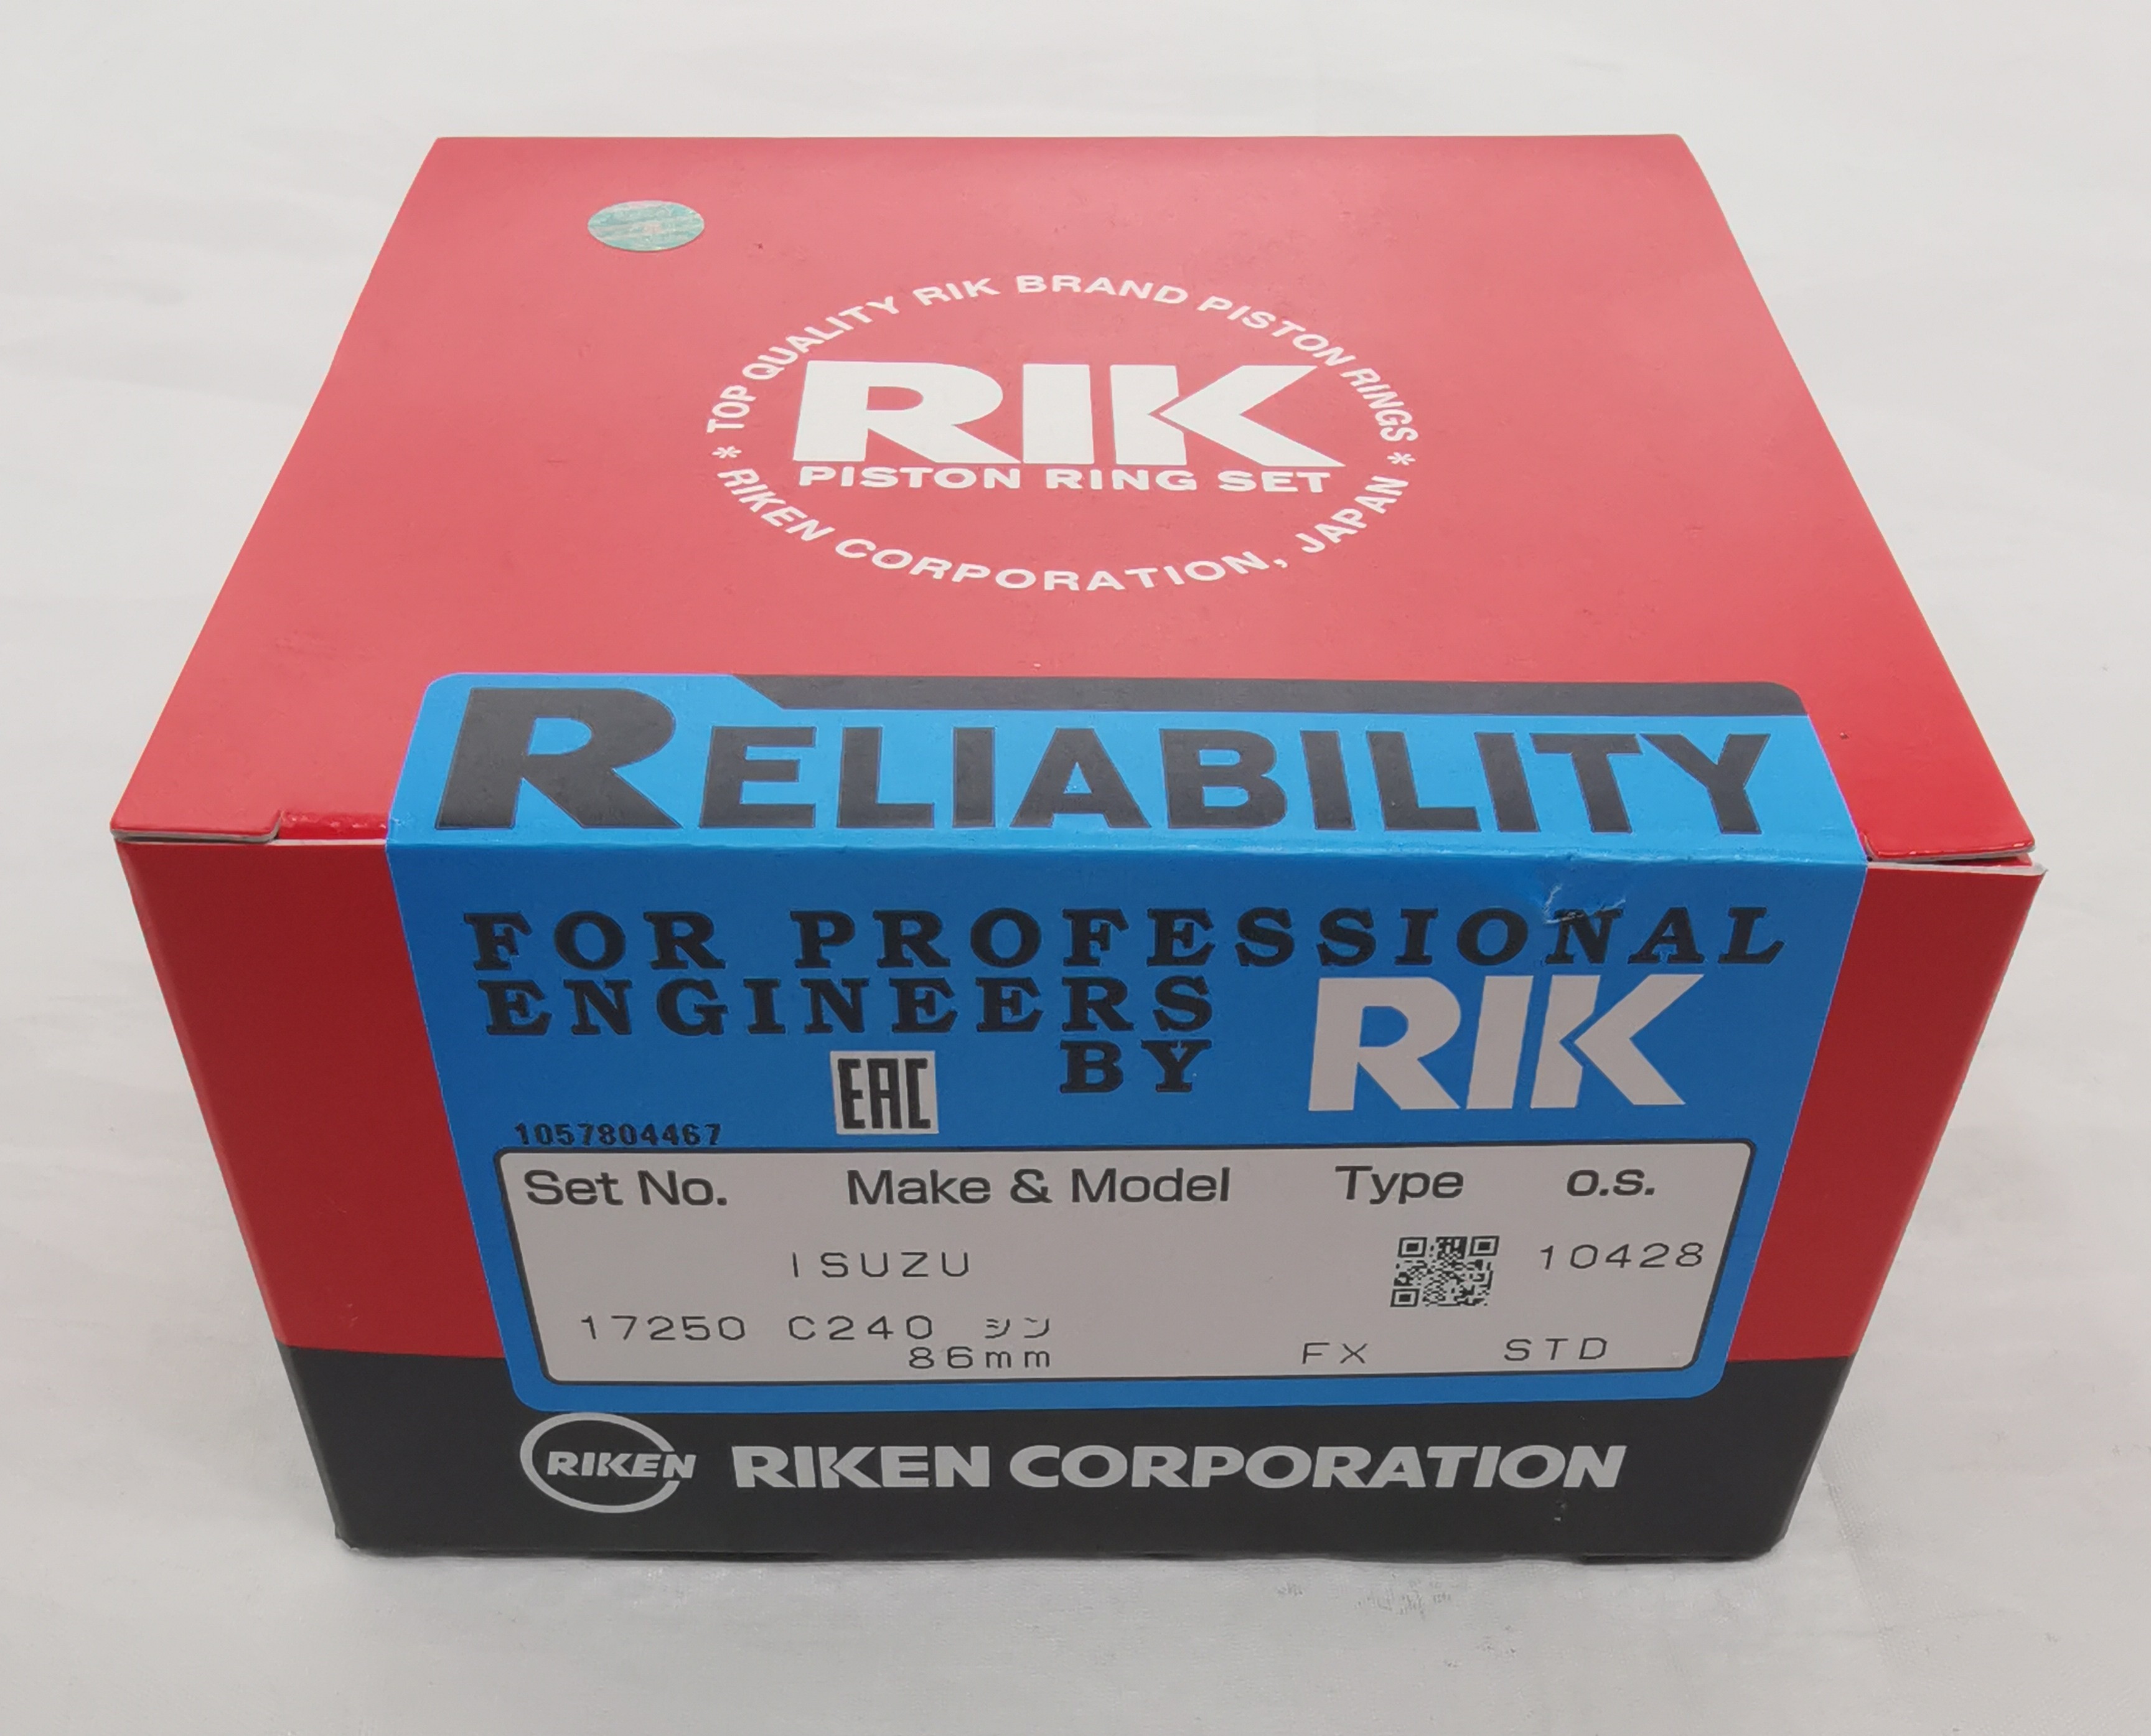 * TOP QUALITY RIK BRAND PISTON RINGS *
RIK
PISTON RING SET
RIKEN CORPORATION, JAPAN
RELIABILITY
FOR PROFESSIONAL
ENGINEERS
BY
RIK
EAC
1057804467
Set No. Make & Model Type O.S.
ISUZU 10428
17250 C240 シン
86mm FX STD
RIKEN RIKEN CORPORATION